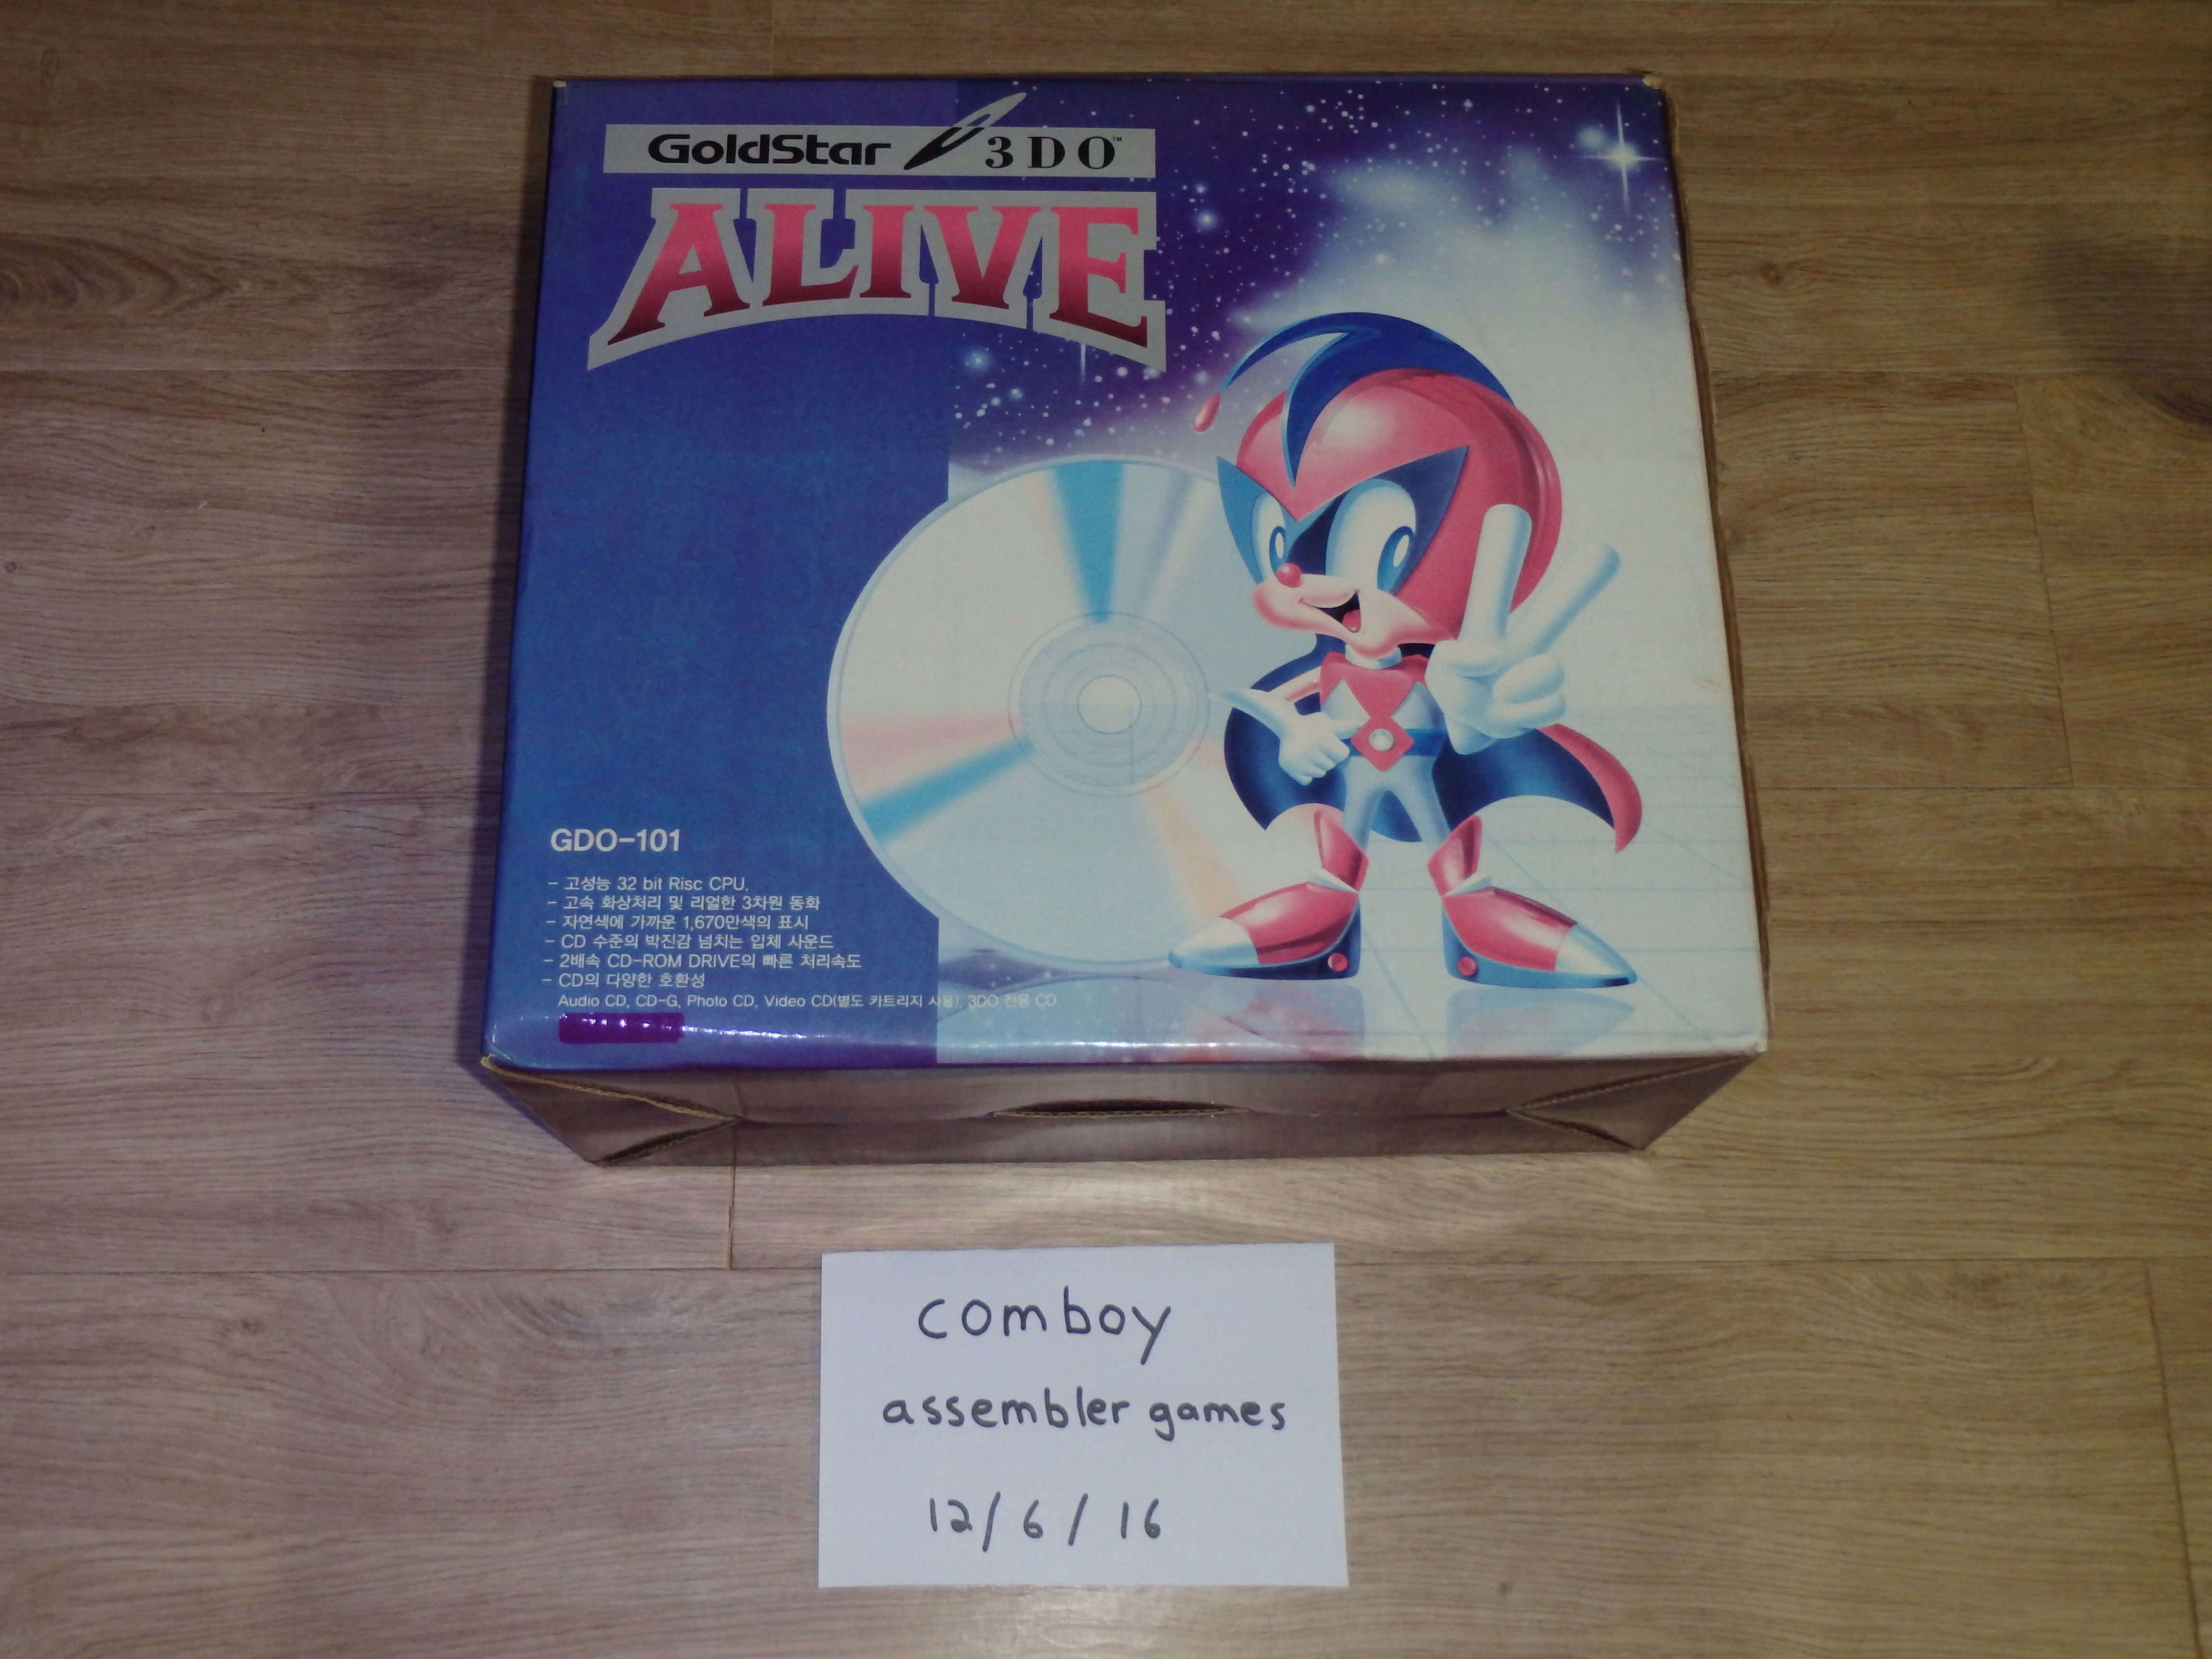 GoldStar 3DO™
ALIVE
GDO-101
- 고성능 32 bit Risc CPU.
- 고속 화상처리 및 리얼한 3차원 동화
- 자연색에 가까운 1,670만색의 표시
- CD 수준의 박진감 넘치는 입체 사운드
- 2배속 CD-ROM DRIVE의 빠른 처리속도
- CD의 다양한 호환성
Audio CD, CD-G, Photo CD, Video CD(별도 카트리지 사용), 3DO 전용 CD
comboy
assembler games
12/6/16